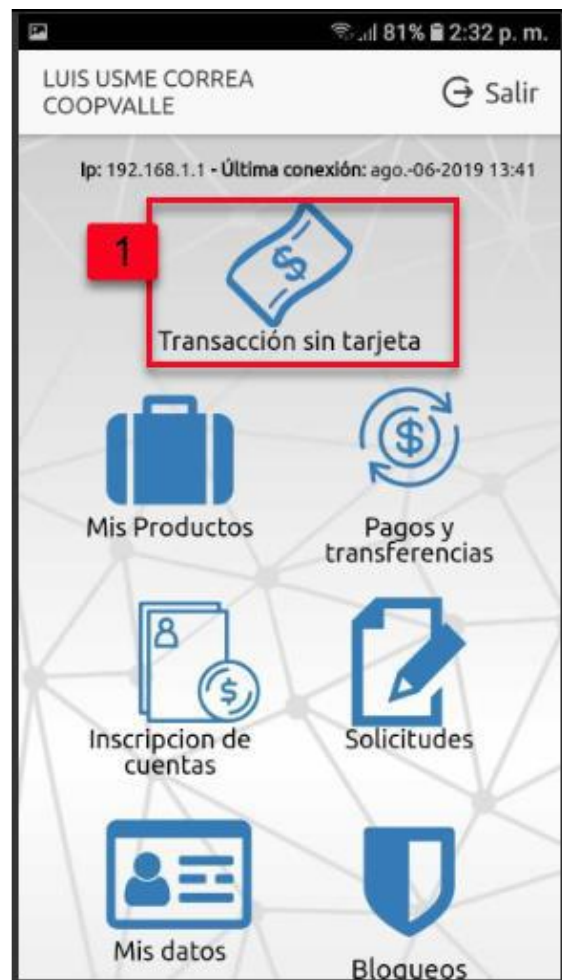 81% 2:32 p. m.
LUIS USME CORREA
COOPVALLE
Salir
Ip: 192.168.1.1 - Última conexión: ago.-06-2019 13:41
1
Transacción sin tarjeta
Mis Productos
Pagos y
transferencias
Inscripcion de
cuentas
Solicitudes
Mis datos
Bloqueos